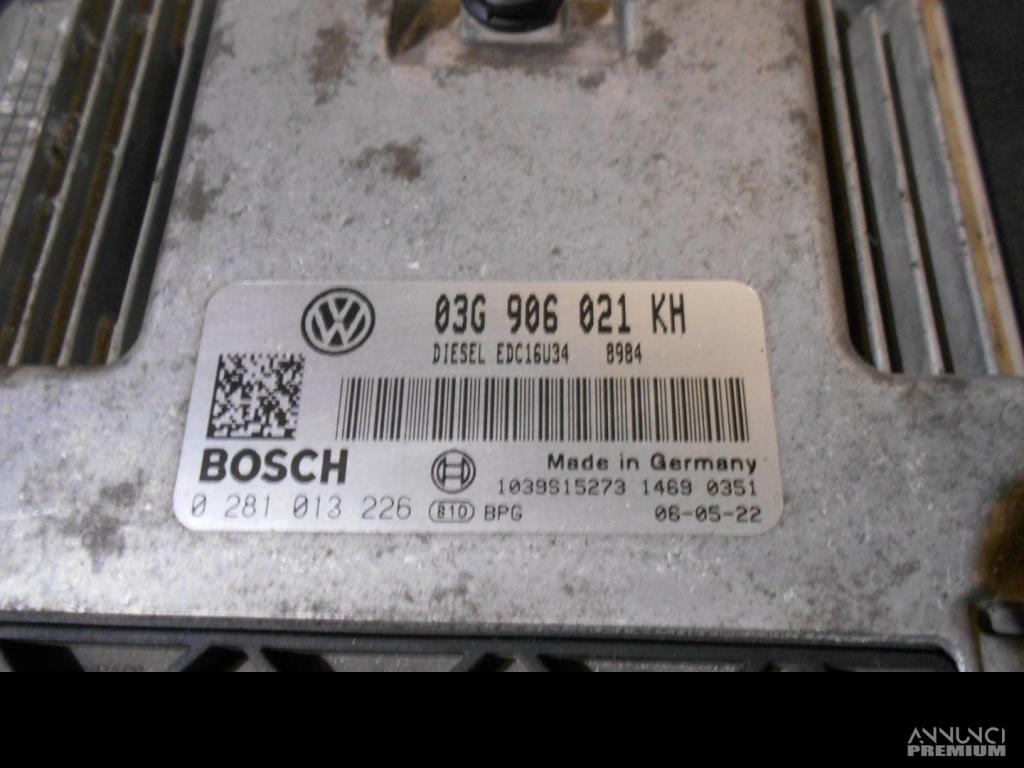 03G 906 021 KH
DIESEL EDC16U34 8984
BOSCH
Made in Germany
1039S15273 1469 0351
0 281 013 226 810 BPG 06-05-22
ANNUNCI
PREMIUM